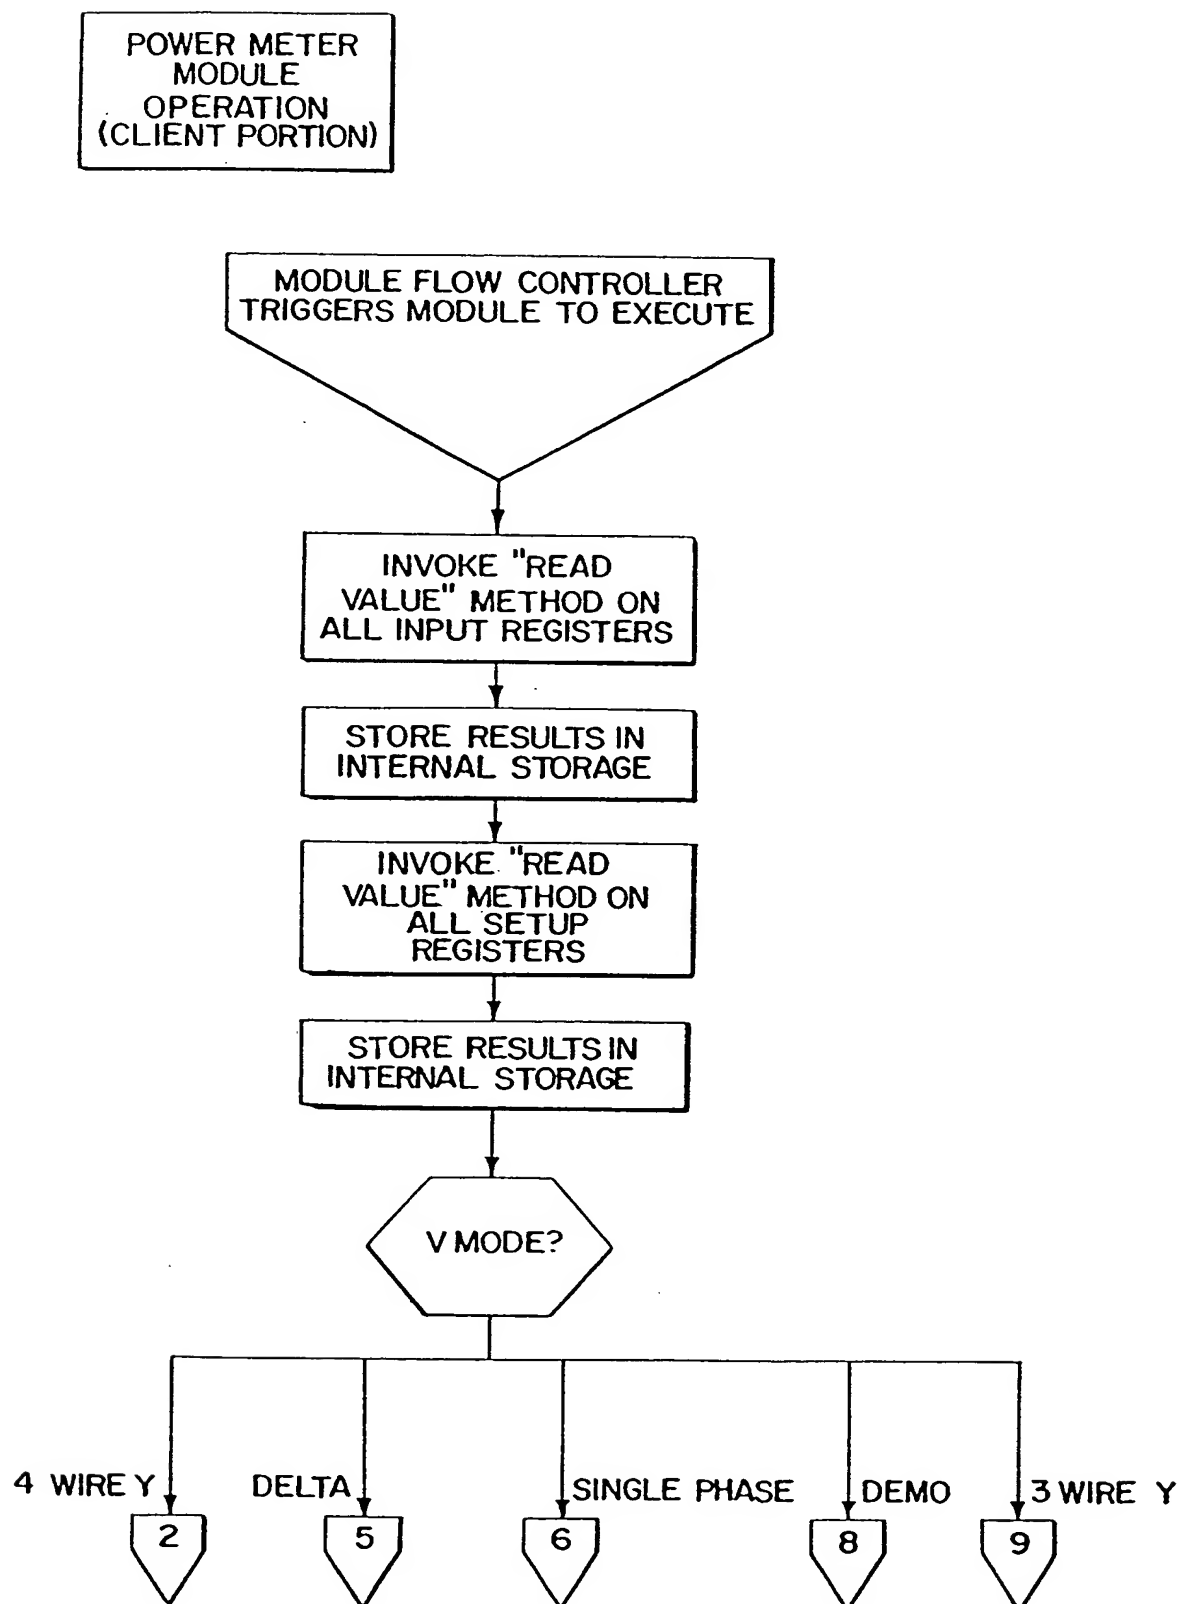 POWER METER
MODULE
OPERATION
(CLIENT PORTION)
MODULE FLOW CONTROLLER
TRIGGERS MODULE TO EXECUTE
INVOKE "READ
VALUE" METHOD ON
ALL INPUT REGISTERS
STORE RESULTS IN
INTERNAL STORAGE
INVOKE "READ
VALUE" METHOD ON
ALL SETUP
REGISTERS
STORE RESULTS IN
INTERNAL STORAGE
V MODE?
4 WIRE Y
DELTA
SINGLE PHASE
DEMO
3 WIRE Y
2
5
6
8
9